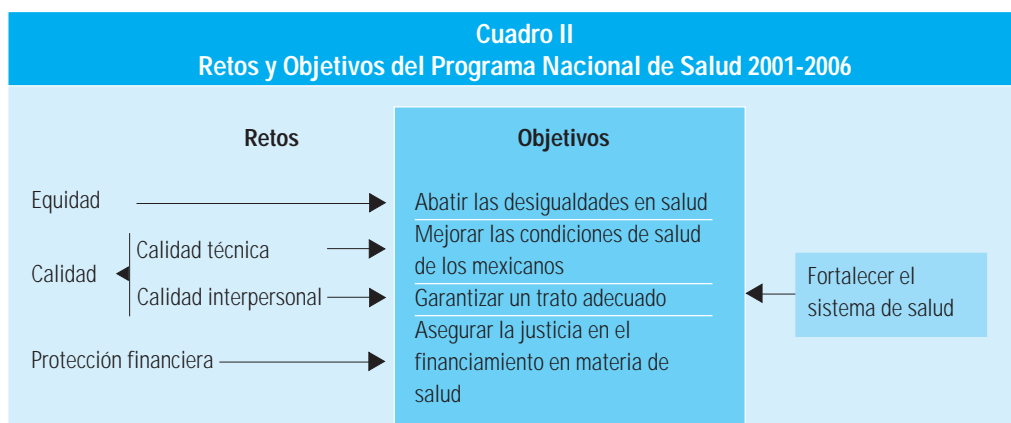 Cuadro II
Retos y Objetivos del Programa Nacional de Salud 2001-2006
Retos
Objetivos
Equidad
Abatir las desigualdades en salud
Calidad
Calidad técnica
Mejorar las condiciones de salud
de los mexicanos
Calidad interpersonal
Garantizar un trato adecuado
Protección financiera
Asegurar la justicia en el
financiamiento en materia de
salud
Fortalecer el
sistema de salud